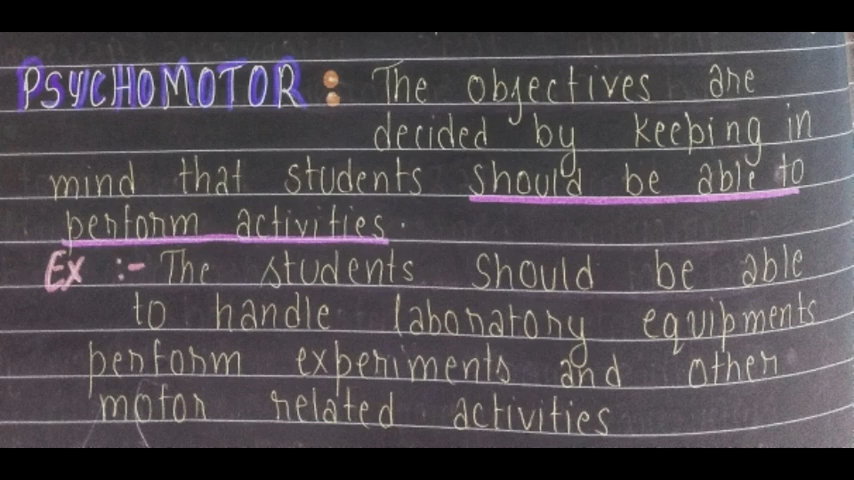 PSYCHOMOTOR : The objectives are
decided by keeping in
mind that students should be able to
perform activities.
Ex :- The students should be able
to handle laboratory equipments
perform experiments and other
motor related activities